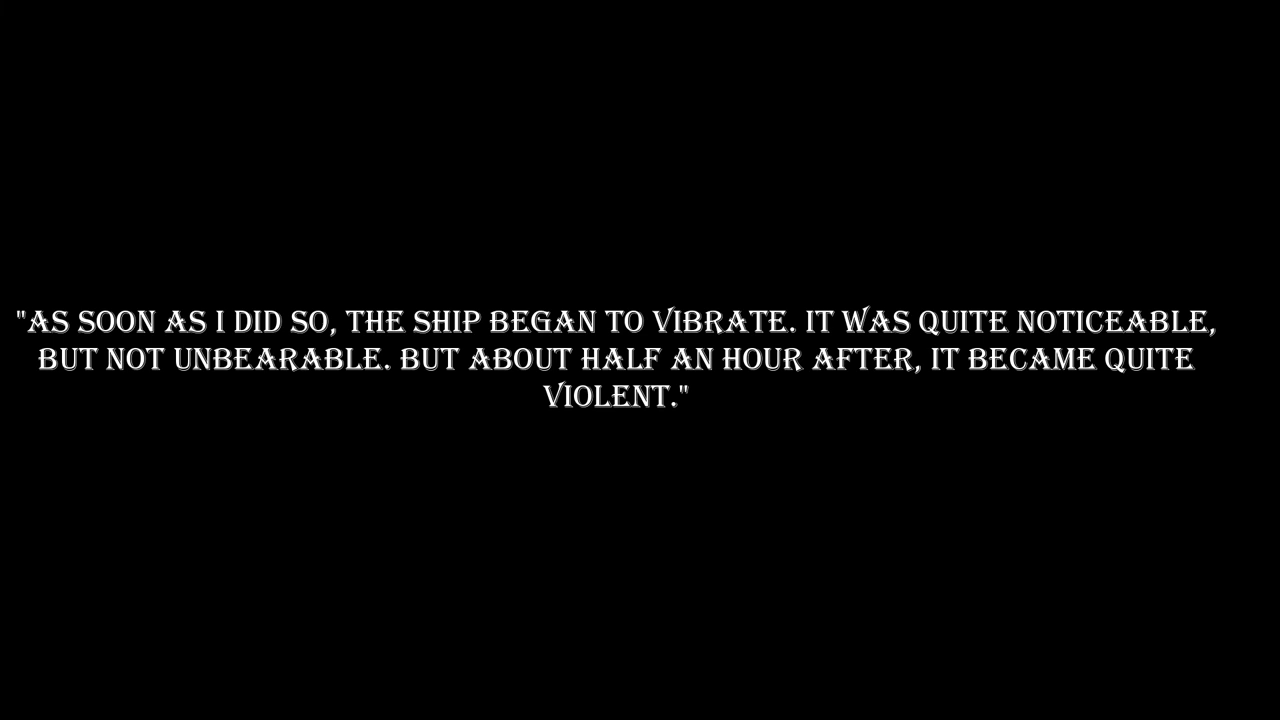 "AS SOON AS I DID SO, THE SHIP BEGAN TO VIBRATE. IT WAS QUITE NOTICEABLE,
BUT NOT UNBEARABLE. BUT ABOUT HALF AN HOUR AFTER, IT BECAME QUITE
VIOLENT."